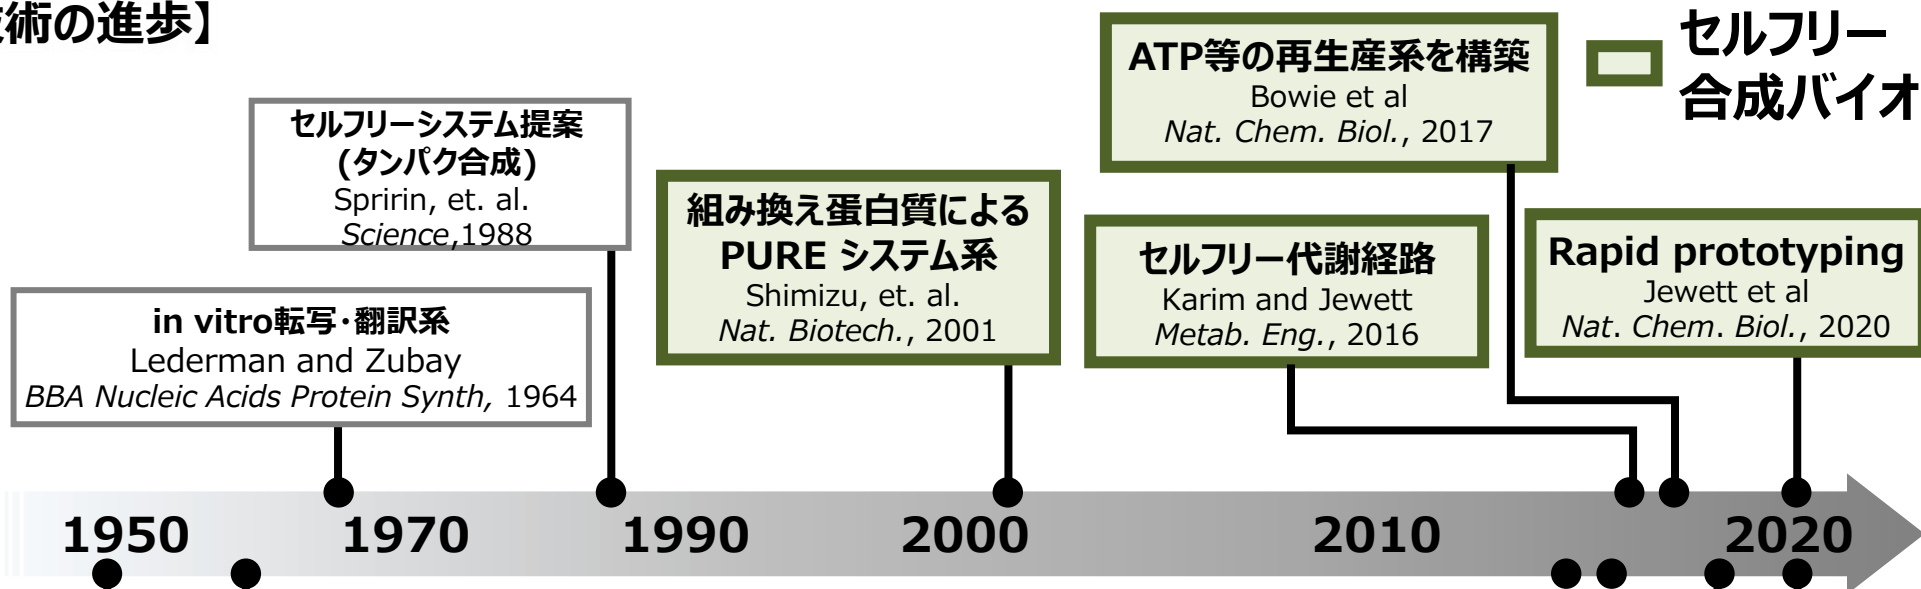 術の進歩】
セルフリー
合成バイオ
ATP等の再生産系を構築
Bowie et al
Nat. Chem. Biol., 2017
セルフリーシステム提案
(タンパク合成)
Spririn, et. al.
Science,1988
組み換え蛋白質による
PURE システム系
Shimizu, et. al.
Nat. Biotech., 2001
セルフリー代謝経路
Karim and Jewett
Metab. Eng., 2016
Rapid prototyping
Jewett et al
Nat. Chem. Biol., 2020
in vitro転写・翻訳系
Lederman and Zubay
BBA Nucleic Acids Protein Synth, 1964
1950 1970 1990 2000 2010 2020